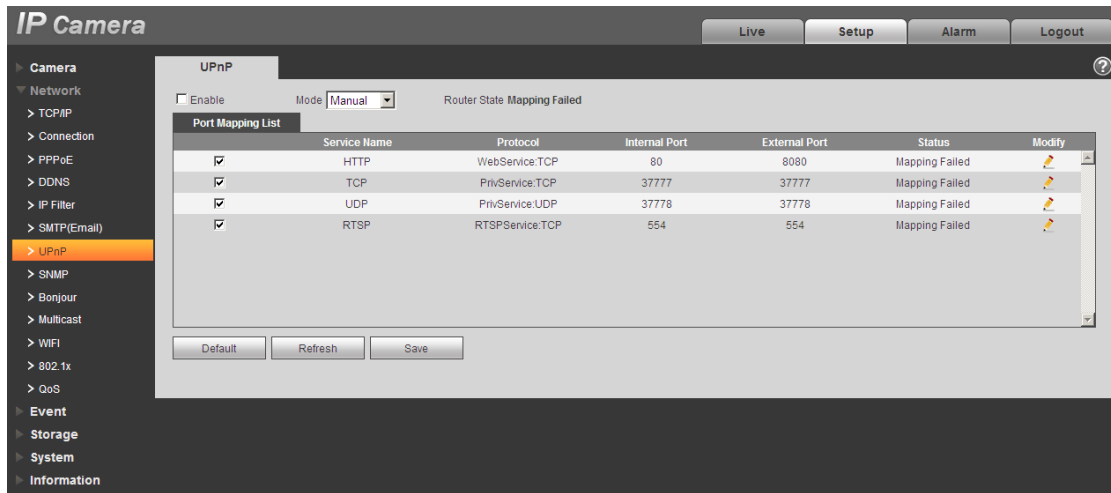 IP Camera
Live Setup Alarm Logout
Camera
UPnP
?
Network
Enable Mode Manual Router State Mapping Failed
> TCP/IP
Port Mapping List
> Connection
Service Name Protocol Internal Port External Port Status Modify
> PPPoE
HTTP WebService:TCP 80 8080 Mapping Failed
> DDNS
TCP PrivService:TCP 37777 37777 Mapping Failed
> IP Filter
UDP PrivService:UDP 37778 37778 Mapping Failed
> SMTP(Email)
RTSP RTSPService:TCP 554 554 Mapping Failed
> UPnP
> SNMP
> Bonjour
> Multicast
> WIFI
Default Refresh Save
> 802.1x
> QoS
Event
Storage
System
Information